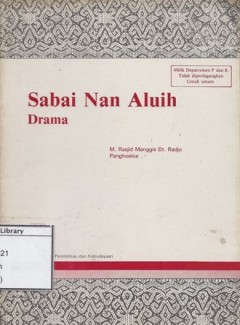 Milik Departemen P dan K
Tidak diperdagangkan
Untuk umum
Sabai Nan Aluih
Drama
M. Rasjid Manggis Dt. Radjo
Panghoeloe
Library
21
n
)
Pendidikan dan Kebudayaan